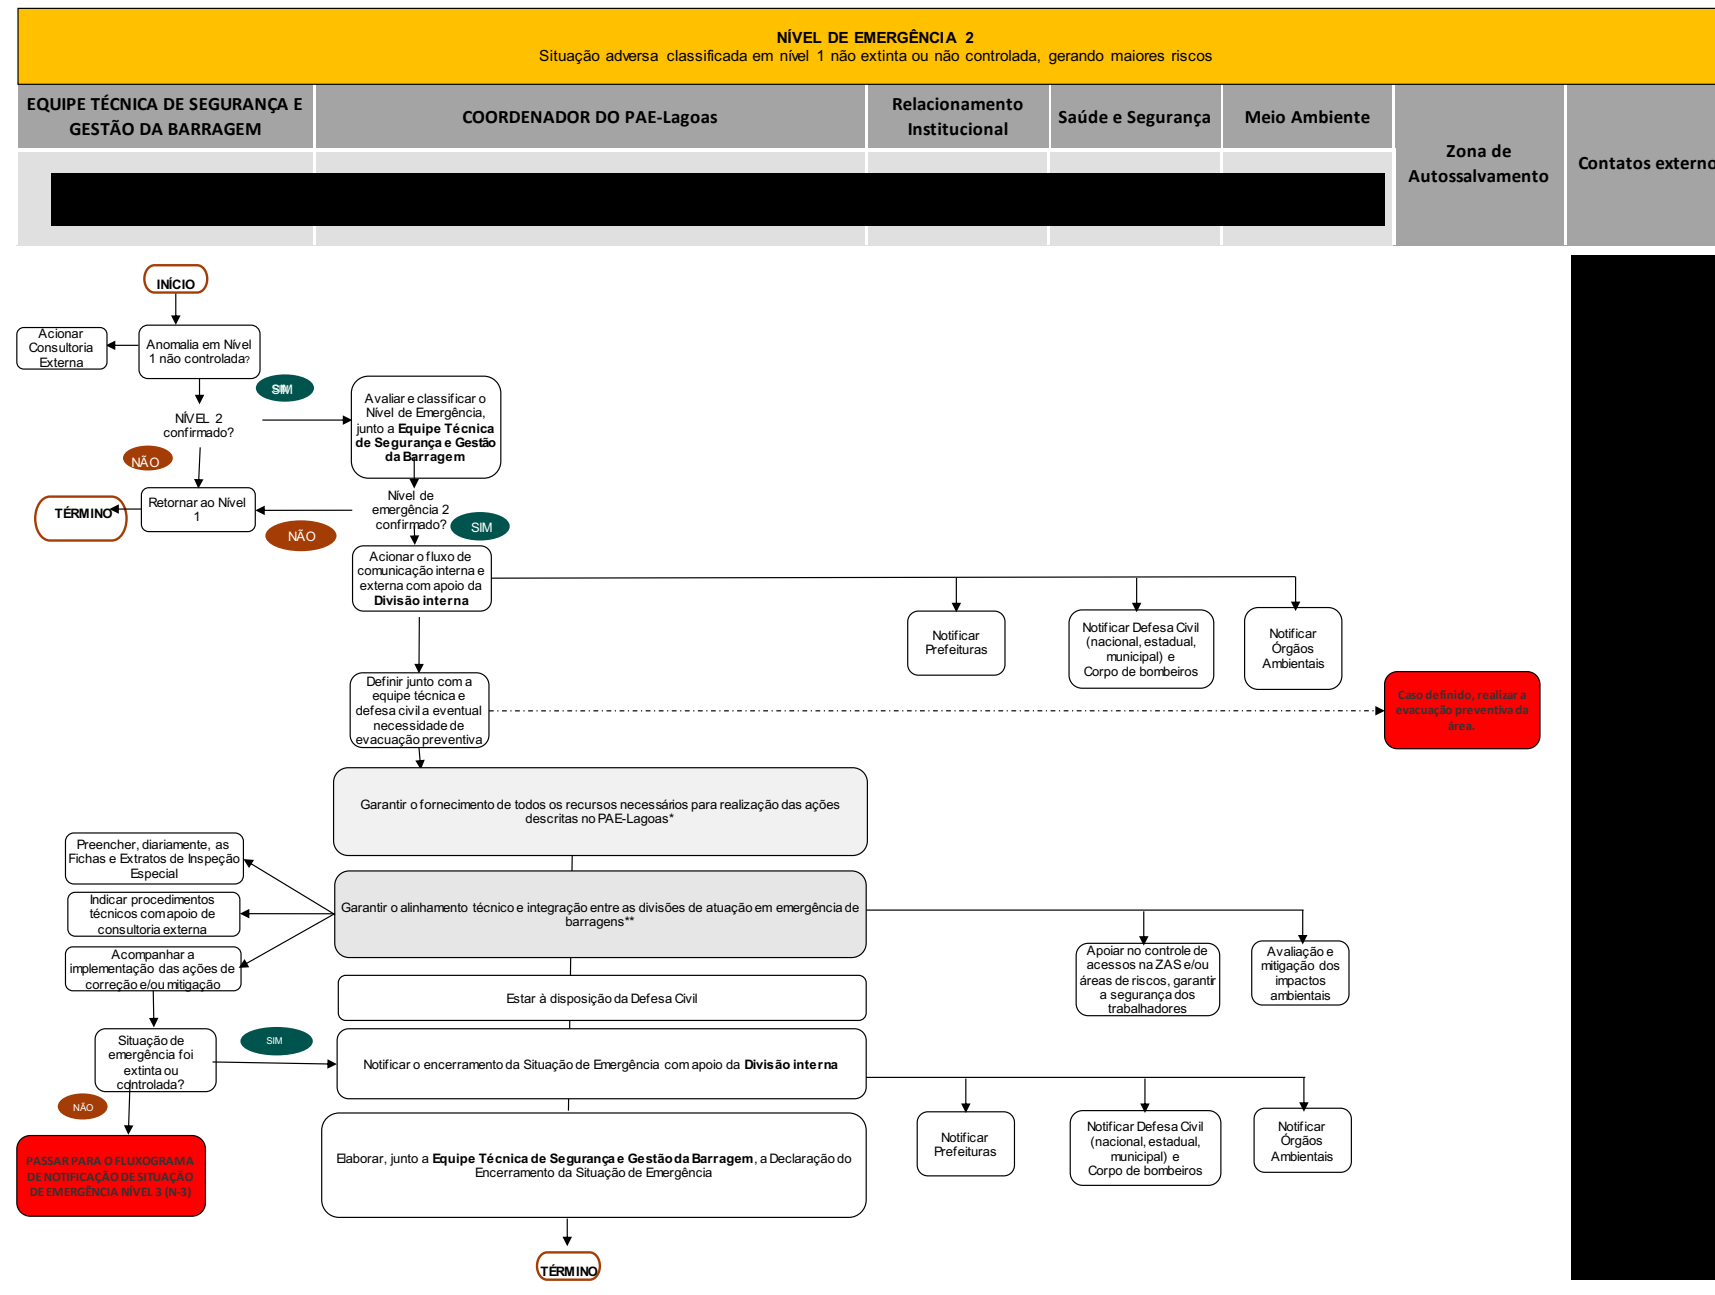 NÍVEL DE EMERGÊNCIA 2
Situação adversa classificada em nível 1 não extinta ou não controlada, gerando maiores riscos
EQUIPE TÉCNICA DE SEGURANÇA E
GESTÃO DA BARRAGEM
COORDENADOR DO PAE-Lagoas
Relacionamento
Institucional
Saúde e Segurança
Meio Ambiente
Zona de
Autossalvamento
Contatos externo
INÍCIO
Acionar
Consultoria
Externa
Anomalia em Nível
1 não controlada?
SIM
NÍVEL 2
confirmado?
NÃO
Avaliar e classificar o
Nível de Emergência,
junto a Equipe Técnica
de Segurança e Gestão
da Barragem
TÉRMINO
Retornar ao Nível
1
Nível de
emergência 2
confirmado?
NÃO
SIM
Acionar o fluxo de
comunicação interna e
externa com apoio da
Divisão interna
Notificar
Prefeituras
Notificar Defesa Civil
(nacional, estadual,
municipal) e
Corpo de bombeiros
Notificar
Órgãos
Ambientais
Definir junto com a
equipe técnica e
defesa civil a eventual
necessidade de
evacuação preventiva
Caso definido, realizar a
evacuação preventiva da
área.
Garantir o fornecimento de todos os recursos necessários para realização das ações
descritas no PAE-Lagoas*
Preencher, diariamente, as
Fichas e Extratos de Inspeção
Especial
Indicar procedimentos
técnicos com apoio de
consultoria externa
Acompanhar a
implementação das ações de
correção e/ou mitigação
Garantir o alinhamento técnico e integração entre as divisões de atuação em emergência de
barragens**
Apoiar no controle de
acessos na ZAS e/ou
áreas de riscos, garantir
a segurança dos
trabalhadores
Avaliação e
mitigação dos
impactos
ambientais
Estar à disposição da Defesa Civil
Situação de
emergência foi
extinta ou
controlada?
SIM
NÃO
Notificar o encerramento da Situação de Emergência com apoio da Divisão interna
Notificar
Prefeituras
Notificar Defesa Civil
(nacional, estadual,
municipal) e
Corpo de bombeiros
Notificar
Órgãos
Ambientais
PASSAR PARA O FLUXOGRAMA
DE NOTIFICAÇÃO DE SITUAÇÃO
DE EMERGÊNCIA NÍVEL 3 (N-3)
Elaborar, junto a Equipe Técnica de Segurança e Gestão da Barragem, a Declaração do
Encerramento da Situação de Emergência
TÉRMINO